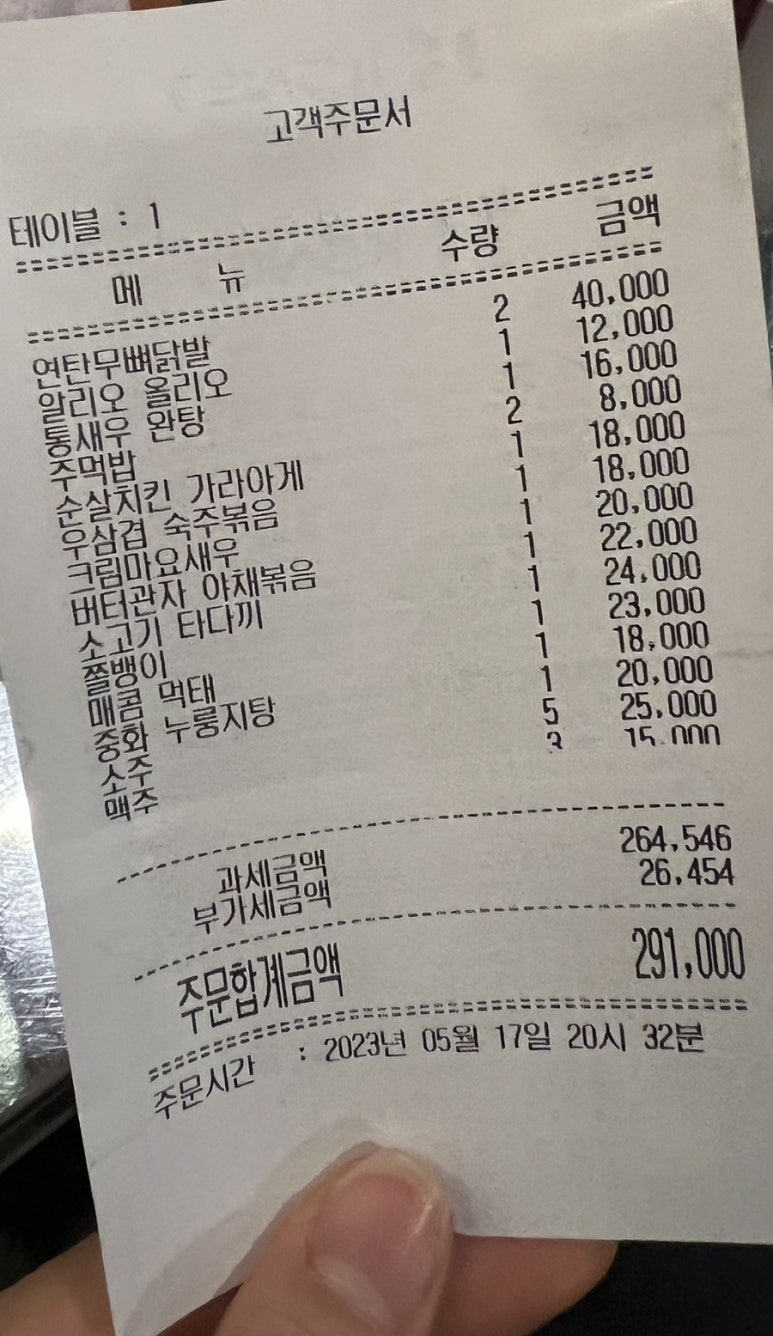 고객주문서
테이블 : 1
메 뉴 수량 금액
연탄무뼈닭발 2 40,000
알리오 올리오 1 12,000
통새우 완탕 1 16,000
주먹밥 2 8,000
순살치킨 가라아게 1 18,000
우삼겹 숙주볶음 1 18,000
크림마요새우 1 20,000
버터관자 야채볶음 1 22,000
소고기 타다끼 1 24,000
쫄뱅이 1 23,000
매콤 먹태 1 18,000
중화 누룽지탕 1 20,000
소주 5 25,000
맥주 3 15,000
과세금액 264,546
부가세금액 26,454
주문합계금액 291,000
주문시간 : 2023년 05월 17일 20시 32분